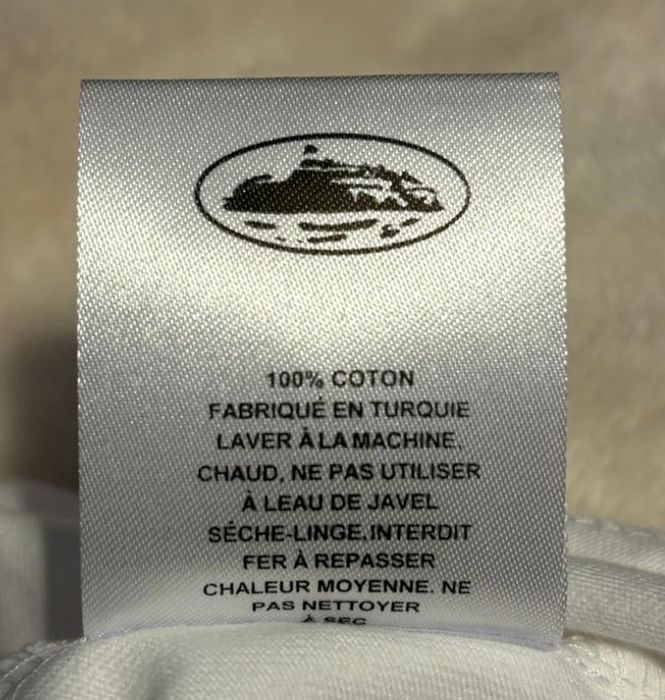 100% COTON
FABRIQUÉ EN TURQUIE
LAVER À LA MACHINE,
CHAUD, NE PAS UTILISER
À LEAU DE JAVEL
SÉCHE-LINGE, INTERDIT
FER À REPASSER
CHALEUR MOYENNE. NE
PAS NETTOYER
À SEC